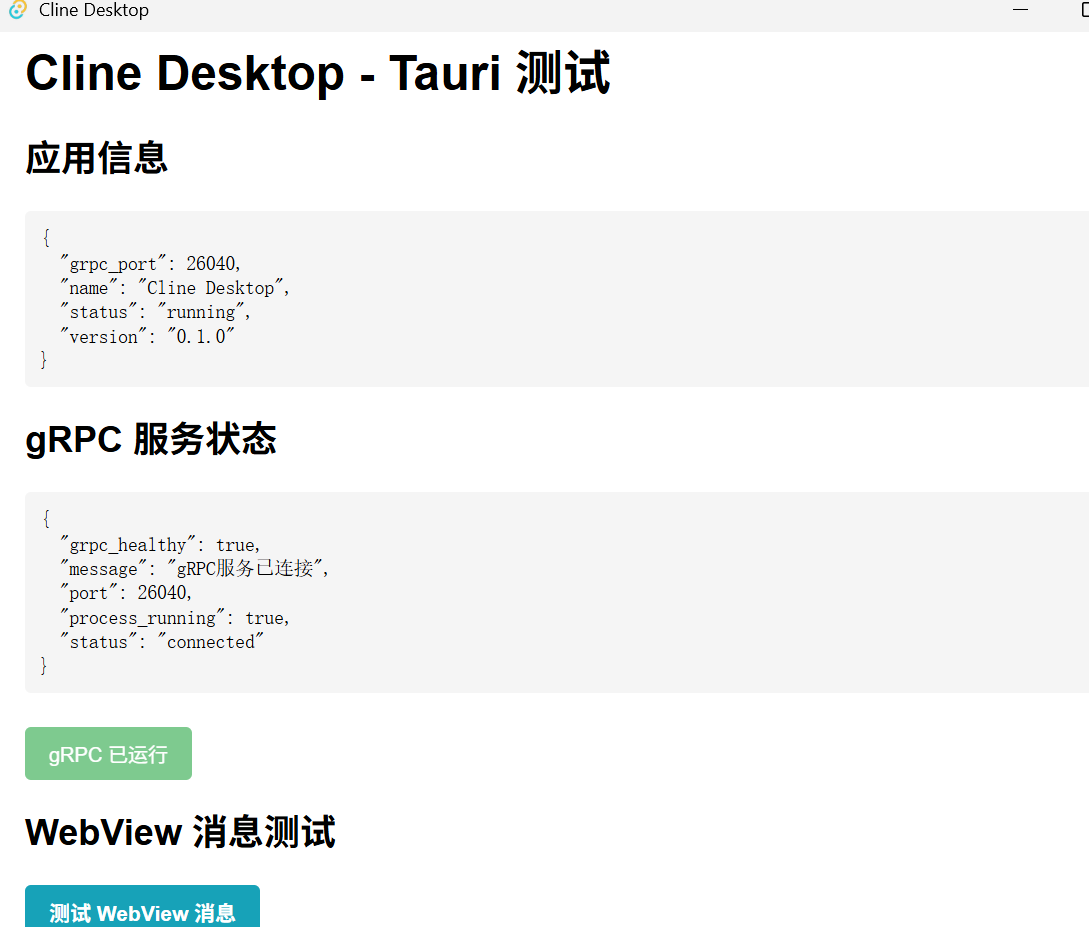 Cline Desktop
Cline Desktop - Tauri 测试
应用信息
{
  "grpc_port": 26040,
  "name": "Cline Desktop",
  "status": "running",
  "version": "0.1.0"
}
gRPC 服务状态
{
  "grpc_healthy": true,
  "message": "gRPC服务已连接",
  "port": 26040,
  "process_running": true,
  "status": "connected"
}
gRPC 已运行
WebView 消息测试
测试 WebView 消息